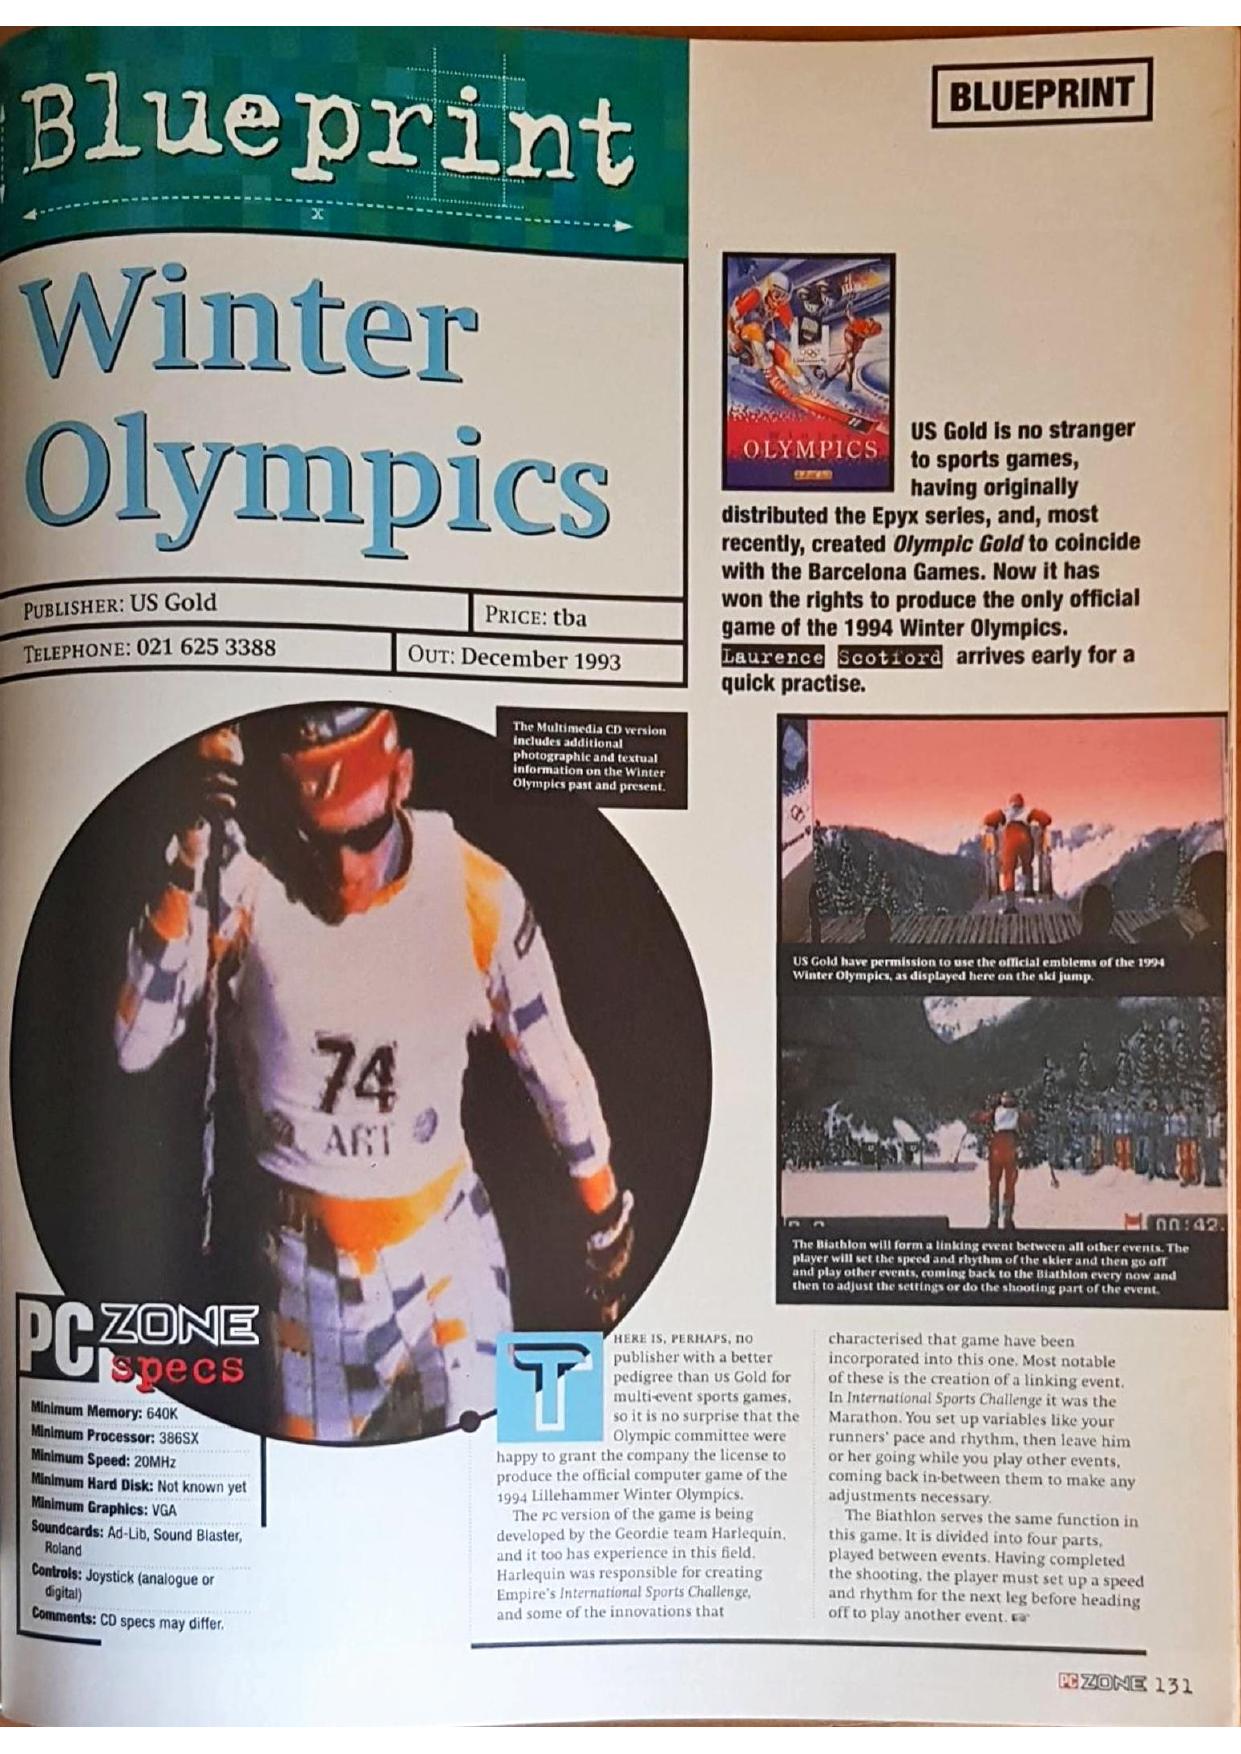 Blueprint
x
BLUEPRINT
Winter
Olympics
PUBLISHER: US Gold
PRICE: tba
TELEPHONE: 021 625 3388
OUT: December 1993
OLYMPICS
US Gold is no stranger
to sports games,
having originally
distributed the Epyx series, and, most
recently, created Olympic Gold to coincide
with the Barcelona Games. Now it has
won the rights to produce the only official
game of the 1994 Winter Olympics.
Laurence Scotford arrives early for a
quick practise.
The Multimedia CD version
includes additional
photographic and textual
information on the Winter
Olympics past and present.
74
ART
US Gold have permission to use the official emblems of the 1994
Winter Olympics, as displayed here on the ski jump.
00:42.
The Biathlon will form a linking event between all other events. The
player will set the speed and rhythm of the skier and then go off
and play other events, coming back to the Biathlon every now and
then to adjust the settings or do the shooting part of the event.
PC ZONE
specs
Minimum Memory: 640K
Minimum Processor: 386SX
Minimum Speed: 20MHz
Minimum Hard Disk: Not known yet
Minimum Graphics: VGA
Soundcards: Ad-Lib, Sound Blaster,
Roland
Controls: Joystick (analogue or
digital)
Comments: CD specs may differ.
THERE IS, PERHAPS, NO
publisher with a better
pedigree than US Gold for
multi-event sports games,
so it is no surprise that the
Olympic committee were
happy to grant the company the license to
produce the official computer game of the
1994 Lillehammer Winter Olympics.
The PC version of the game is being
developed by the Geordie team Harlequin,
and it too has experience in this field.
Harlequin was responsible for creating
Empire's International Sports Challenge,
and some of the innovations that
characterised that game have been
incorporated into this one. Most notable
of these is the creation of a linking event.
In International Sports Challenge it was the
Marathon. You set up variables like your
runners' pace and rhythm, then leave him
or her going while you play other events,
coming back in-between them to make any
adjustments necessary.
The Biathlon serves the same function in
this game. It is divided into four parts,
played between events. Having completed
the shooting, the player must set up a speed
and rhythm for the next leg before heading
off to play another event.
PC ZONE 131